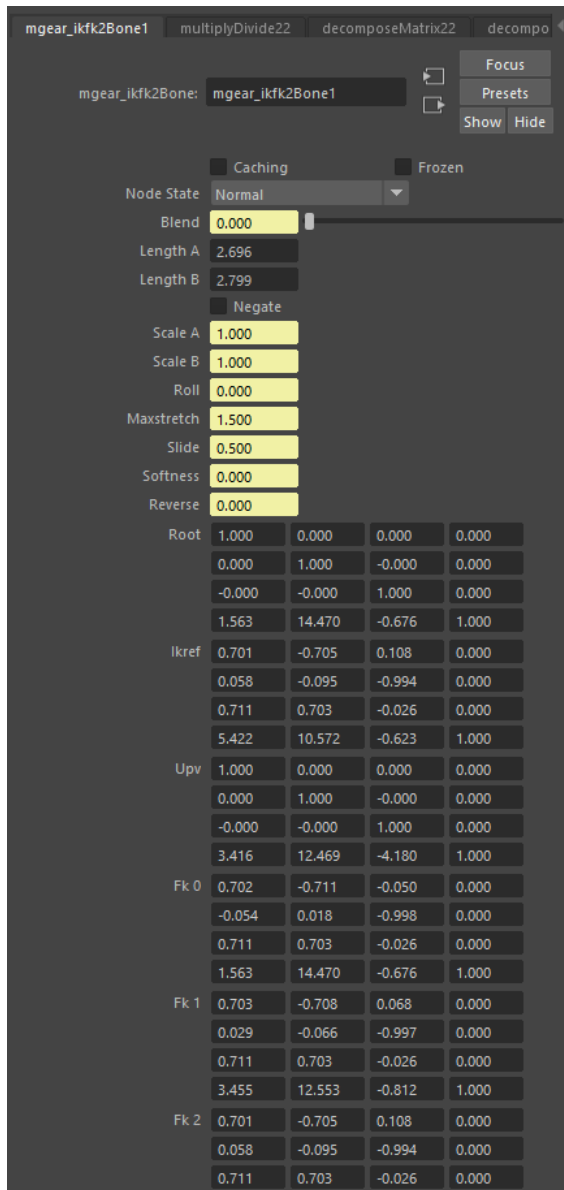 mgear_ikfk2Bone1 multiplyDivide22 decomposeMatrix22 decompo
Focus
mgear_ikfk2Bone: mgear_ikfk2Bone1 Presets
Show Hide
Caching Frozen
Node State Normal
Blend 0.000
Length A 2.696
Length B 2.799
Negate
Scale A 1.000
Scale B 1.000
Roll 0.000
Maxstretch 1.500
Slide 0.500
Softness 0.000
Reverse 0.000
Root 1.000 0.000 0.000 0.000
0.000 1.000 -0.000 0.000
-0.000 -0.000 1.000 0.000
1.563 14.470 -0.676 1.000
Ikref 0.701 -0.705 0.108 0.000
0.058 -0.095 -0.994 0.000
0.711 0.703 -0.026 0.000
5.422 10.572 -0.623 1.000
Upv 1.000 0.000 0.000 0.000
0.000 1.000 -0.000 0.000
-0.000 -0.000 1.000 0.000
3.416 12.469 -4.180 1.000
Fk 0 0.702 -0.711 -0.050 0.000
-0.054 0.018 -0.998 0.000
0.711 0.703 -0.026 0.000
1.563 14.470 -0.676 1.000
Fk 1 0.703 -0.708 0.068 0.000
0.029 -0.066 -0.997 0.000
0.711 0.703 -0.026 0.000
3.455 12.553 -0.812 1.000
Fk 2 0.701 -0.705 0.108 0.000
0.058 -0.095 -0.994 0.000
0.711 0.703 -0.026 0.000